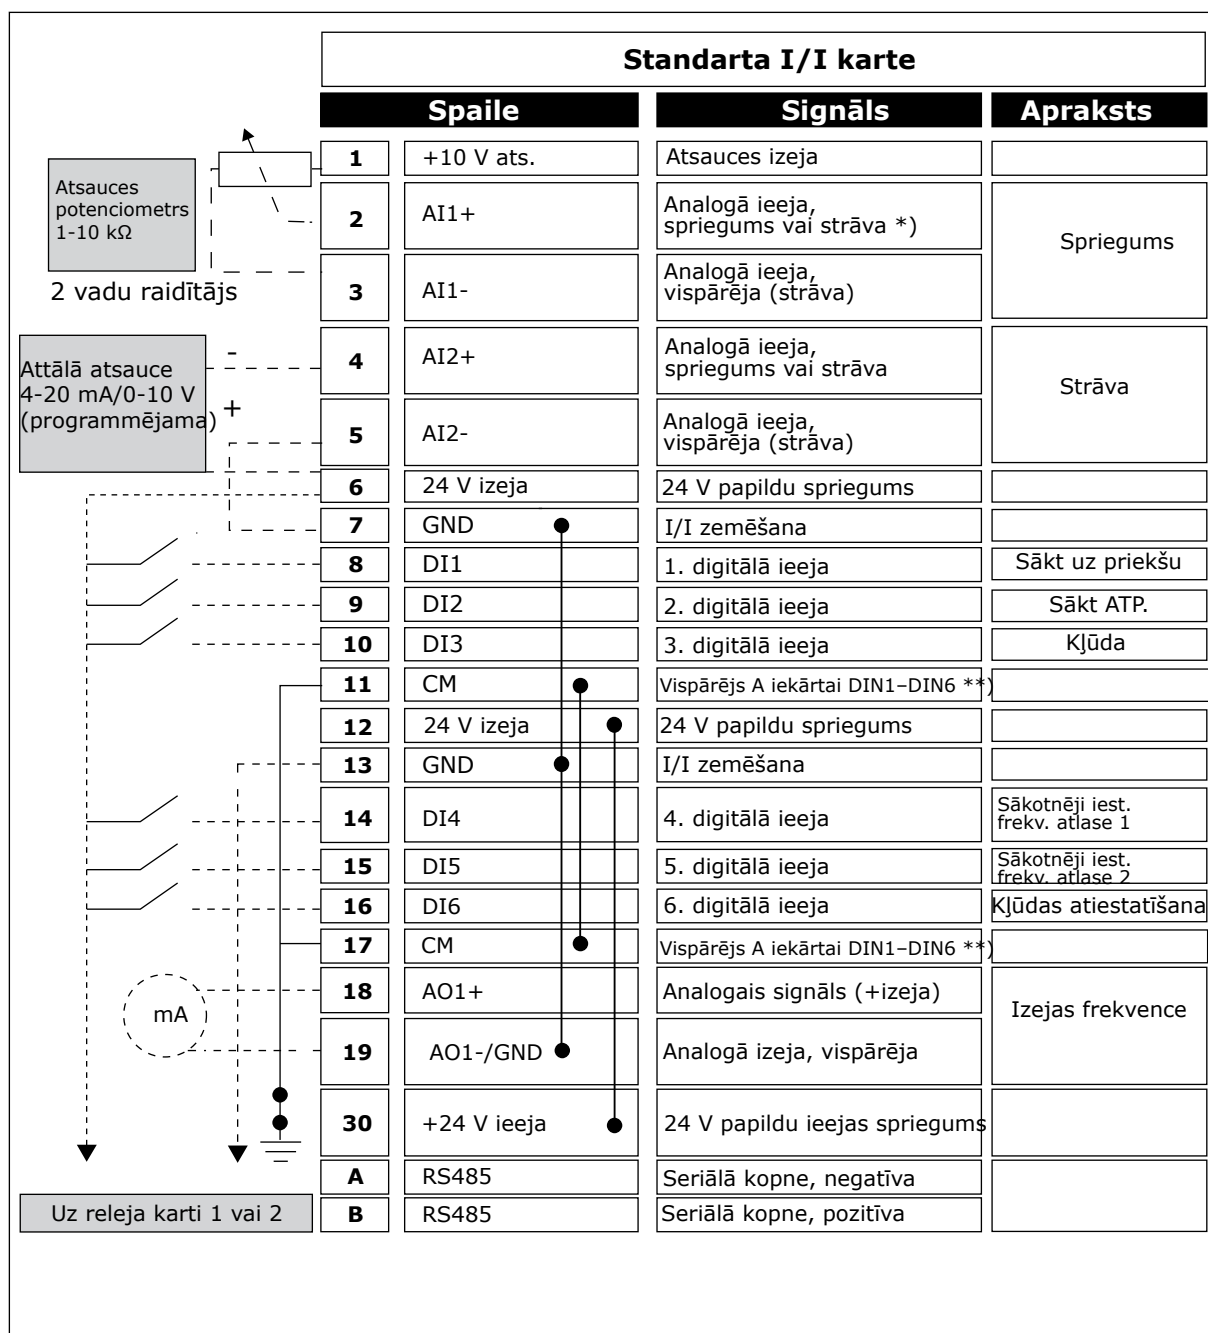 Standarta I/I karte
Spaile Signāls Apraksts
Atsauces
potenciometrs
1-10 kΩ
2 vadu raidītājs
Attālā atsauce
4-20 mA/0-10 V
(programmējama)
-
+
1 +10 V ats. Atsauces izeja
2 AI1+ Analogā ieeja,
spriegums vai strāva *)
Spriegums
3 AI1- Analogā ieeja,
vispārēja (strāva)
4 AI2+ Analogā ieeja,
spriegums vai strāva
Strāva
5 AI2- Analogā ieeja,
vispārēja (strāva)
6 24 V izeja 24 V papildu spriegums
7 GND I/I zemēšana
8 DI1 1. digitālā ieeja Sākt uz priekšu
9 DI2 2. digitālā ieeja Sākt ATP.
10 DI3 3. digitālā ieeja Kļūda
11 CM Vispārējs A iekārtai DIN1–DIN6 **)
12 24 V izeja 24 V papildu spriegums
13 GND I/I zemēšana
14 DI4 4. digitālā ieeja Sākotnēji iest.
frekv. atlase 1
15 DI5 5. digitālā ieeja Sākotnēji iest.
frekv. atlase 2
16 DI6 6. digitālā ieeja Kļūdas atiestatīšana
17 CM Vispārējs A iekārtai DIN1–DIN6 **)
18 AO1+ Analogais signāls (+izeja)
Izejas frekvence
mA
19 AO1-/GND Analogā izeja, vispārēja
30 +24 V ieeja 24 V papildu ieejas spriegums
A RS485 Seriālā kopne, negatīva
B RS485 Seriālā kopne, pozitīva
Uz releja karti 1 vai 2